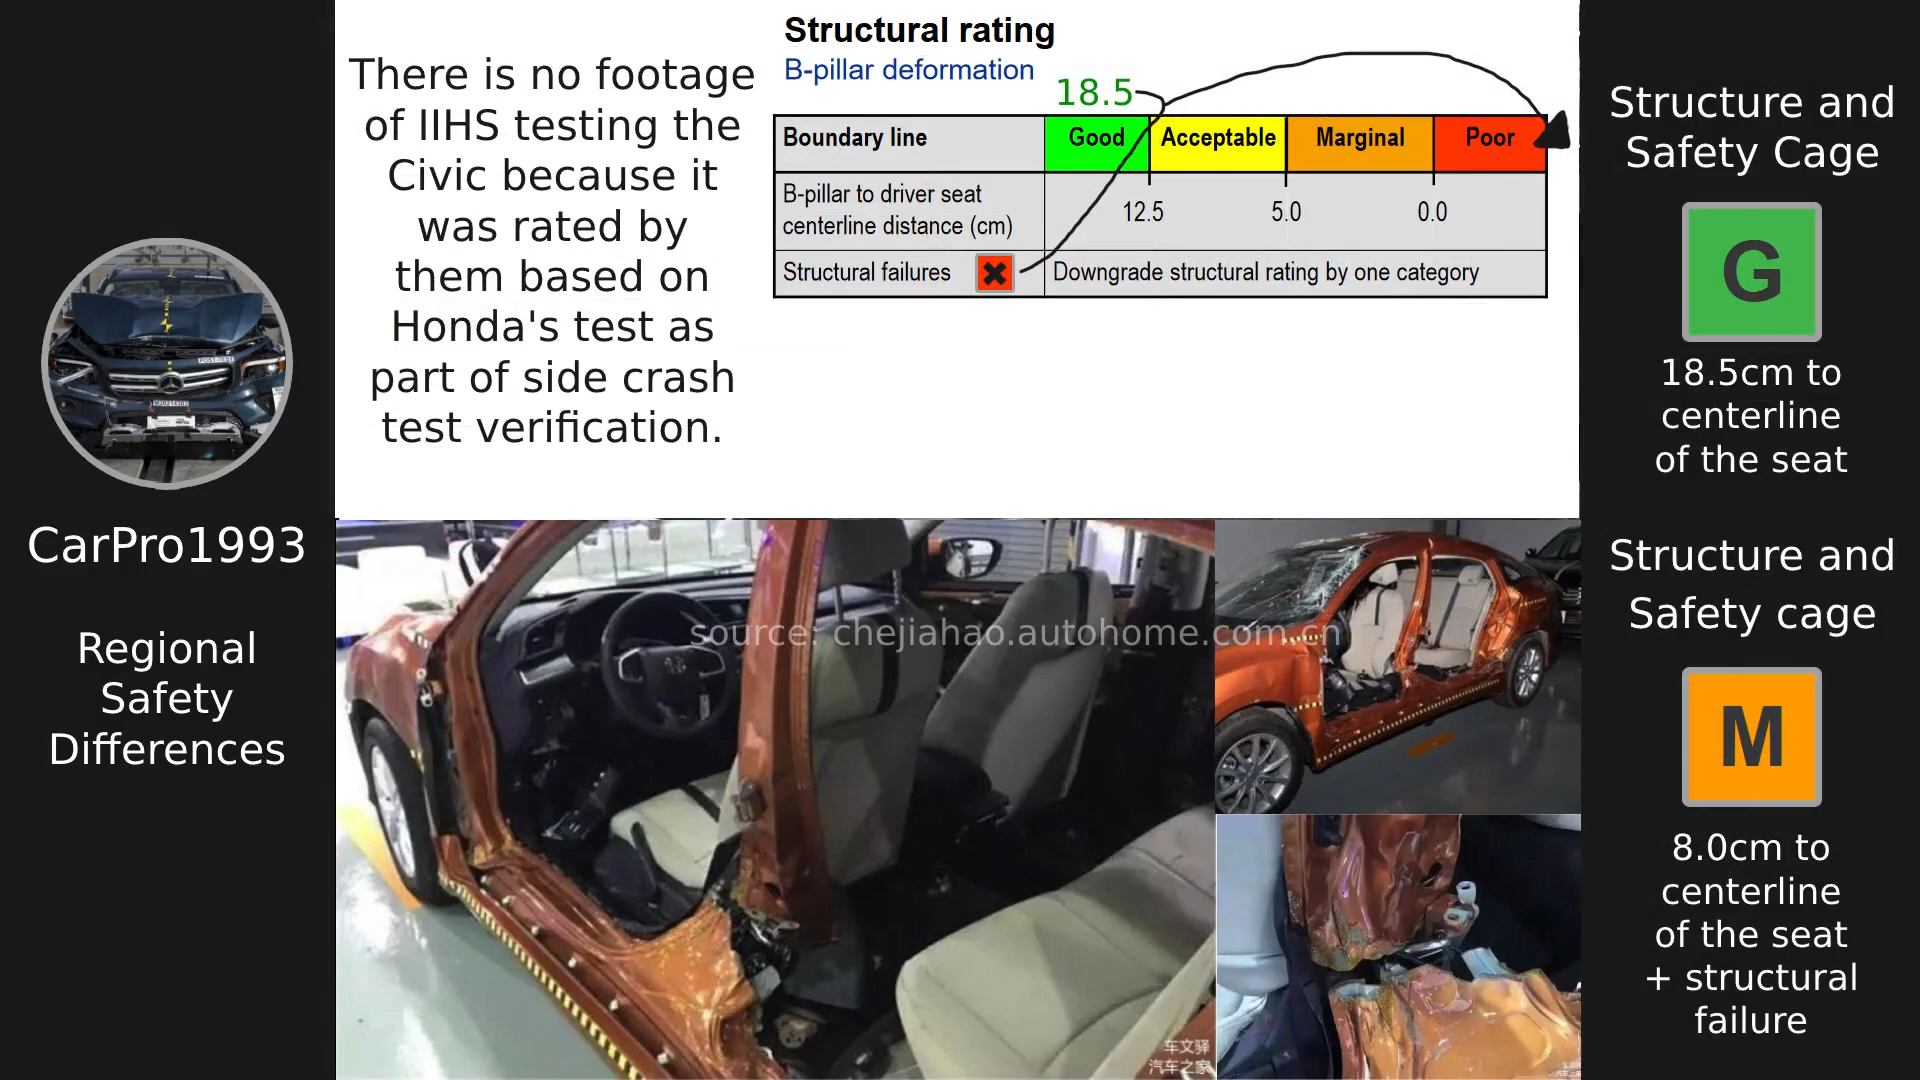 CarPro1993
Regional
Safety
Differences
There is no footage
of IIHS testing the
Civic because it
was rated by
them based on
Honda's test as
part of side crash
test verification.
Structural rating
B-pillar deformation
18.5
Boundary line Good Acceptable Marginal Poor
B-pillar to driver seat
centerline distance (cm) 12.5 5.0 0.0
Structural failures Downgrade structural rating by one category
Structure and
Safety Cage
G
18.5cm to
centerline
of the seat
source: chejiahao.autohome.com.cn
车文驿
汽车之家
Structure and
Safety cage
M
8.0cm to
centerline
of the seat
+ structural
failure